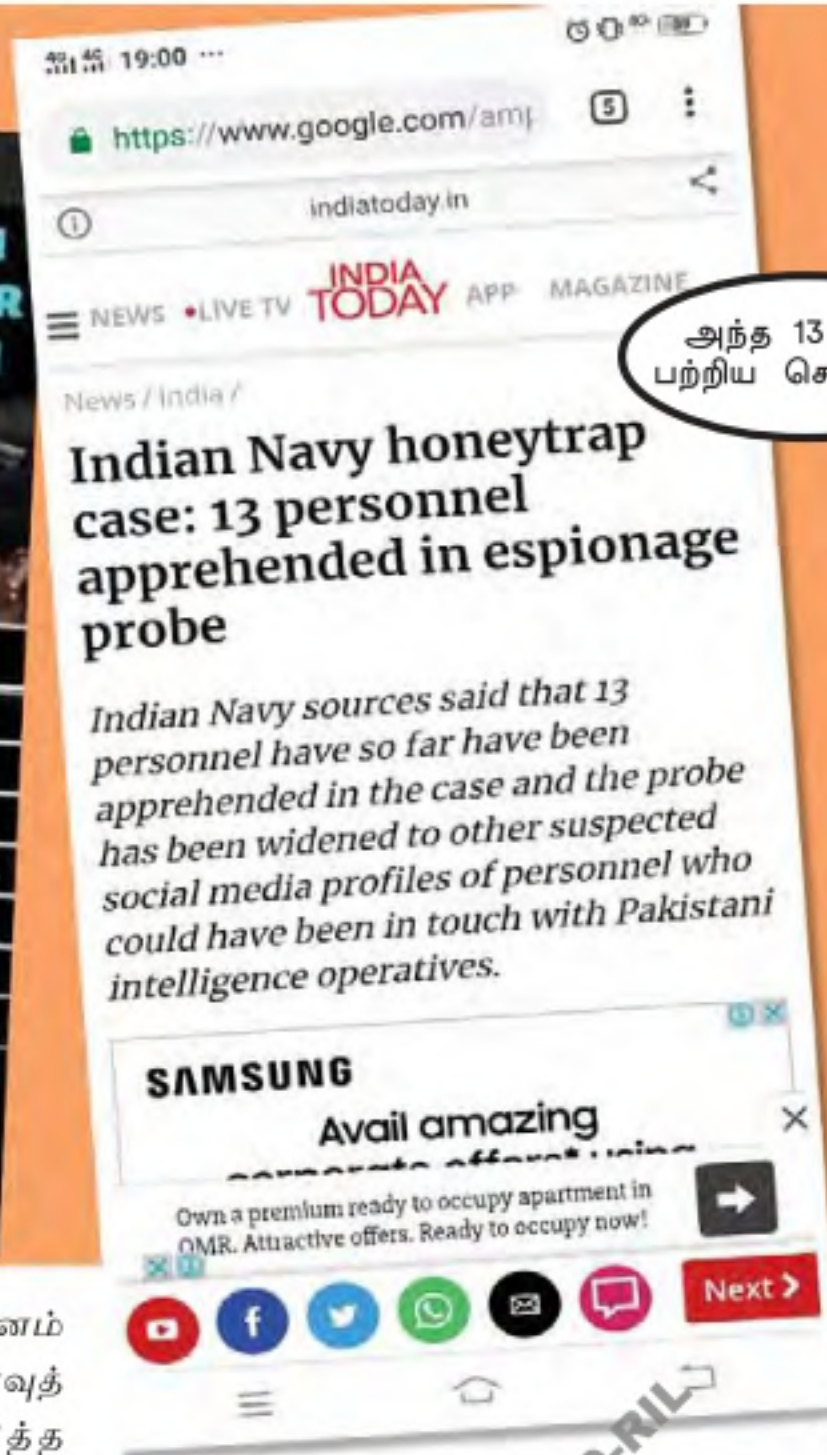 19:00 ...
https://www.google.com/amp
5
indiatoday.in
NEWS •LIVE TV INDIA TODAY APP MAGAZINE
அந்த 13
பற்றிய
News / India /
Indian Navy honeytrap
case: 13 personnel
apprehended in espionage
probe
Indian Navy sources said that 13
personnel have so far have been
apprehended in the case and the probe
has been widened to other suspected
social media profiles of personnel who
could have been in touch with Pakistani
intelligence operatives.
SAMSUNG
Avail amazing
Own a premium ready to occupy apartment in
OMR. Attractive offers. Ready to occupy now!
Next >